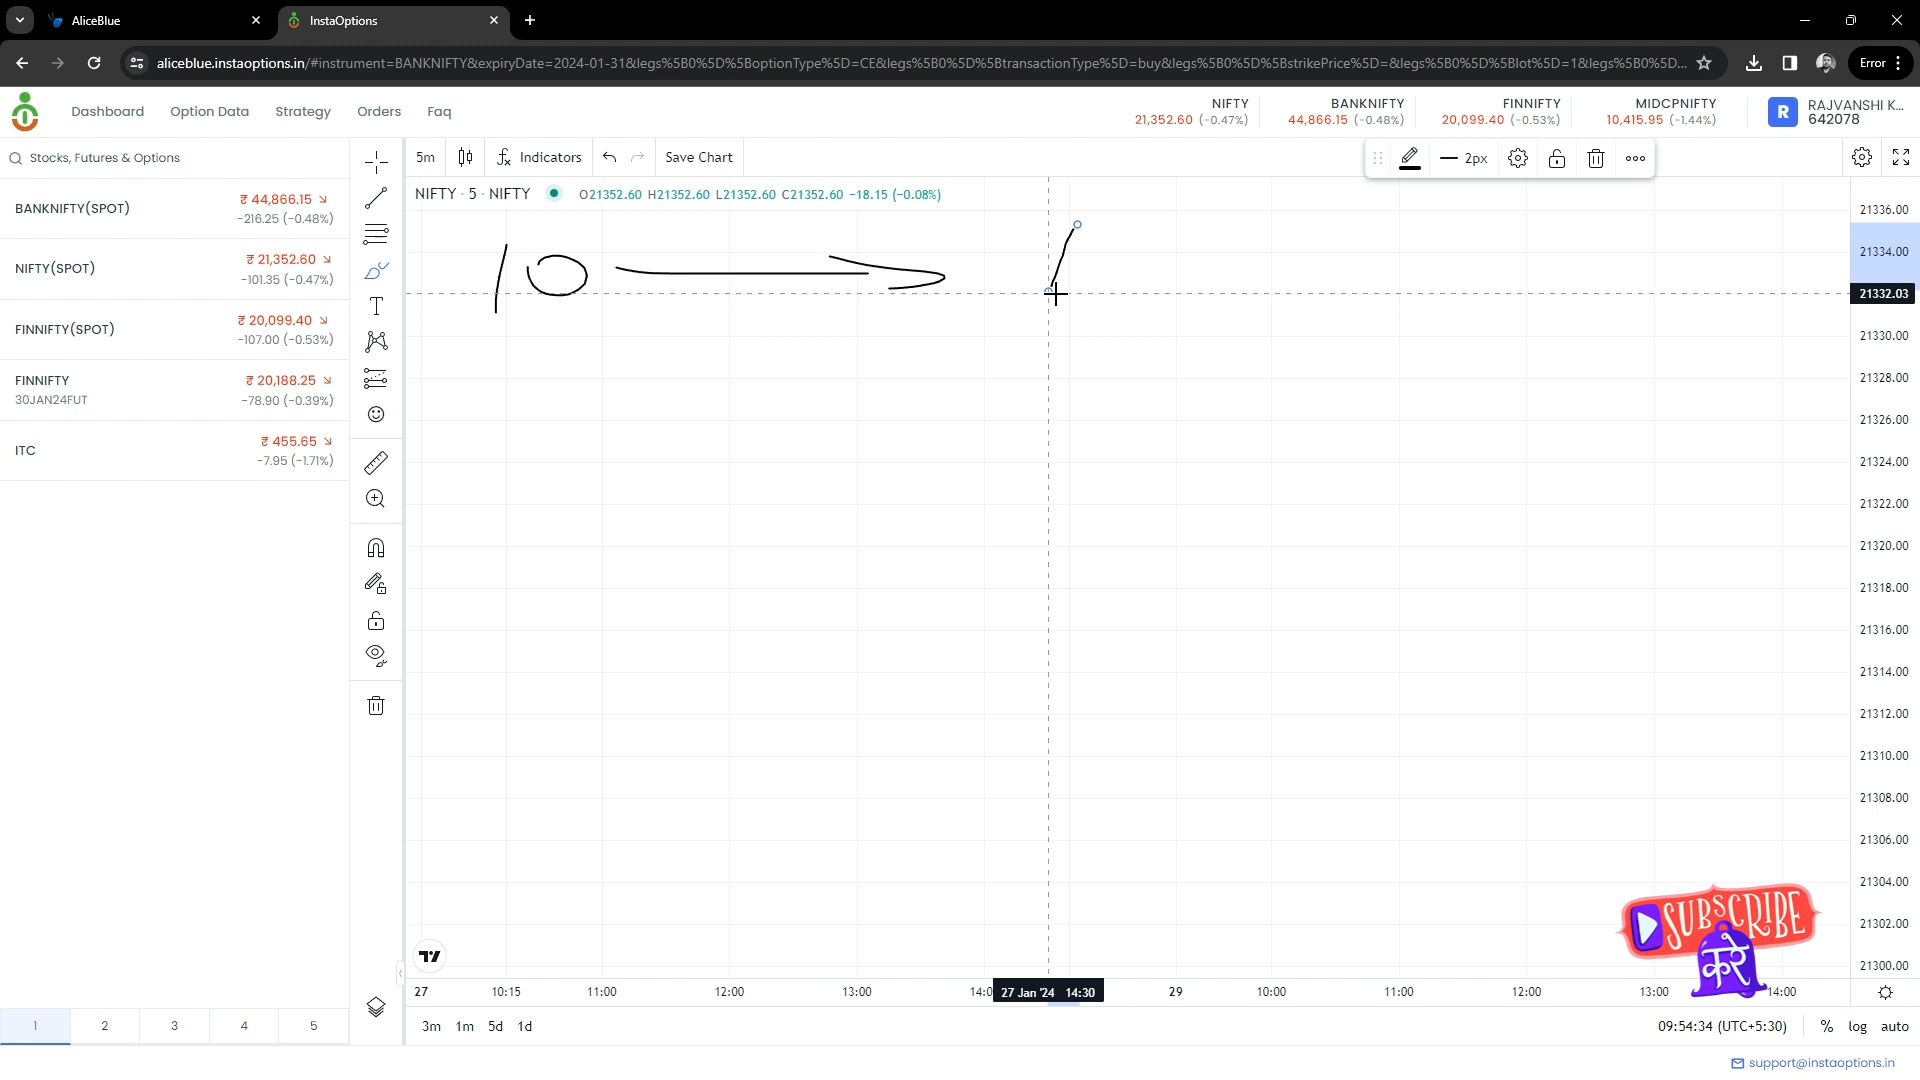 AliceBlue
InstaOptions
aliceblue.instaoptions.in/#instrument=BANKNIFTY&expiryDate=2024-01-31&legs%5B0%5D%5BoptionType%5D=CE&legs%5B0%5D%5BtransactionType%5D=buy&legs%5B0%5D%5BstrikePrice%5D=&legs%5B0%5D%5Blot%5D=1&legs%5B0%5D...
Error
Dashboard
Option Data
Strategy
Orders
Faq
NIFTY
21,352.60 (-0.47%)
BANKNIFTY
44,866.15 (-0.48%)
FINNIFTY
20,099.40 (-0.53%)
MIDCPNIFTY
10,415.95 (-1.44%)
R
RAJVANSHI K...
642078
Stocks, Futures & Options
BANKNIFTY(SPOT)
₹ 44,866.15
-216.25 (-0.48%)
NIFTY(SPOT)
₹ 21,352.60
-101.35 (-0.47%)
FINNIFTY(SPOT)
₹ 20,099.40
-107.00 (-0.53%)
FINNIFTY
30JAN24FUT
₹ 20,188.25
-78.90 (-0.39%)
ITC
₹ 455.65
-7.95 (-1.71%)
1 2 3 4 5
5m
Indicators
Save Chart
2px
NIFTY · 5 · NIFTY
O21352.60 H21352.60 L21352.60 C21352.60 −18.15 (−0.08%)
10
21336.00
21334.00
21332.03
21330.00
21328.00
21326.00
21324.00
21322.00
21320.00
21318.00
21316.00
21314.00
21312.00
21310.00
21308.00
21306.00
21304.00
21302.00
21300.00
SUBSCRIBE
करे
27 10:15 11:00 12:00 13:00 14:0 27 Jan '24 14:30 29 10:00 11:00 12:00 13:00 14:00
3m 1m 5d 1d
09:54:34 (UTC+5:30)
% log auto
support@instaoptions.in